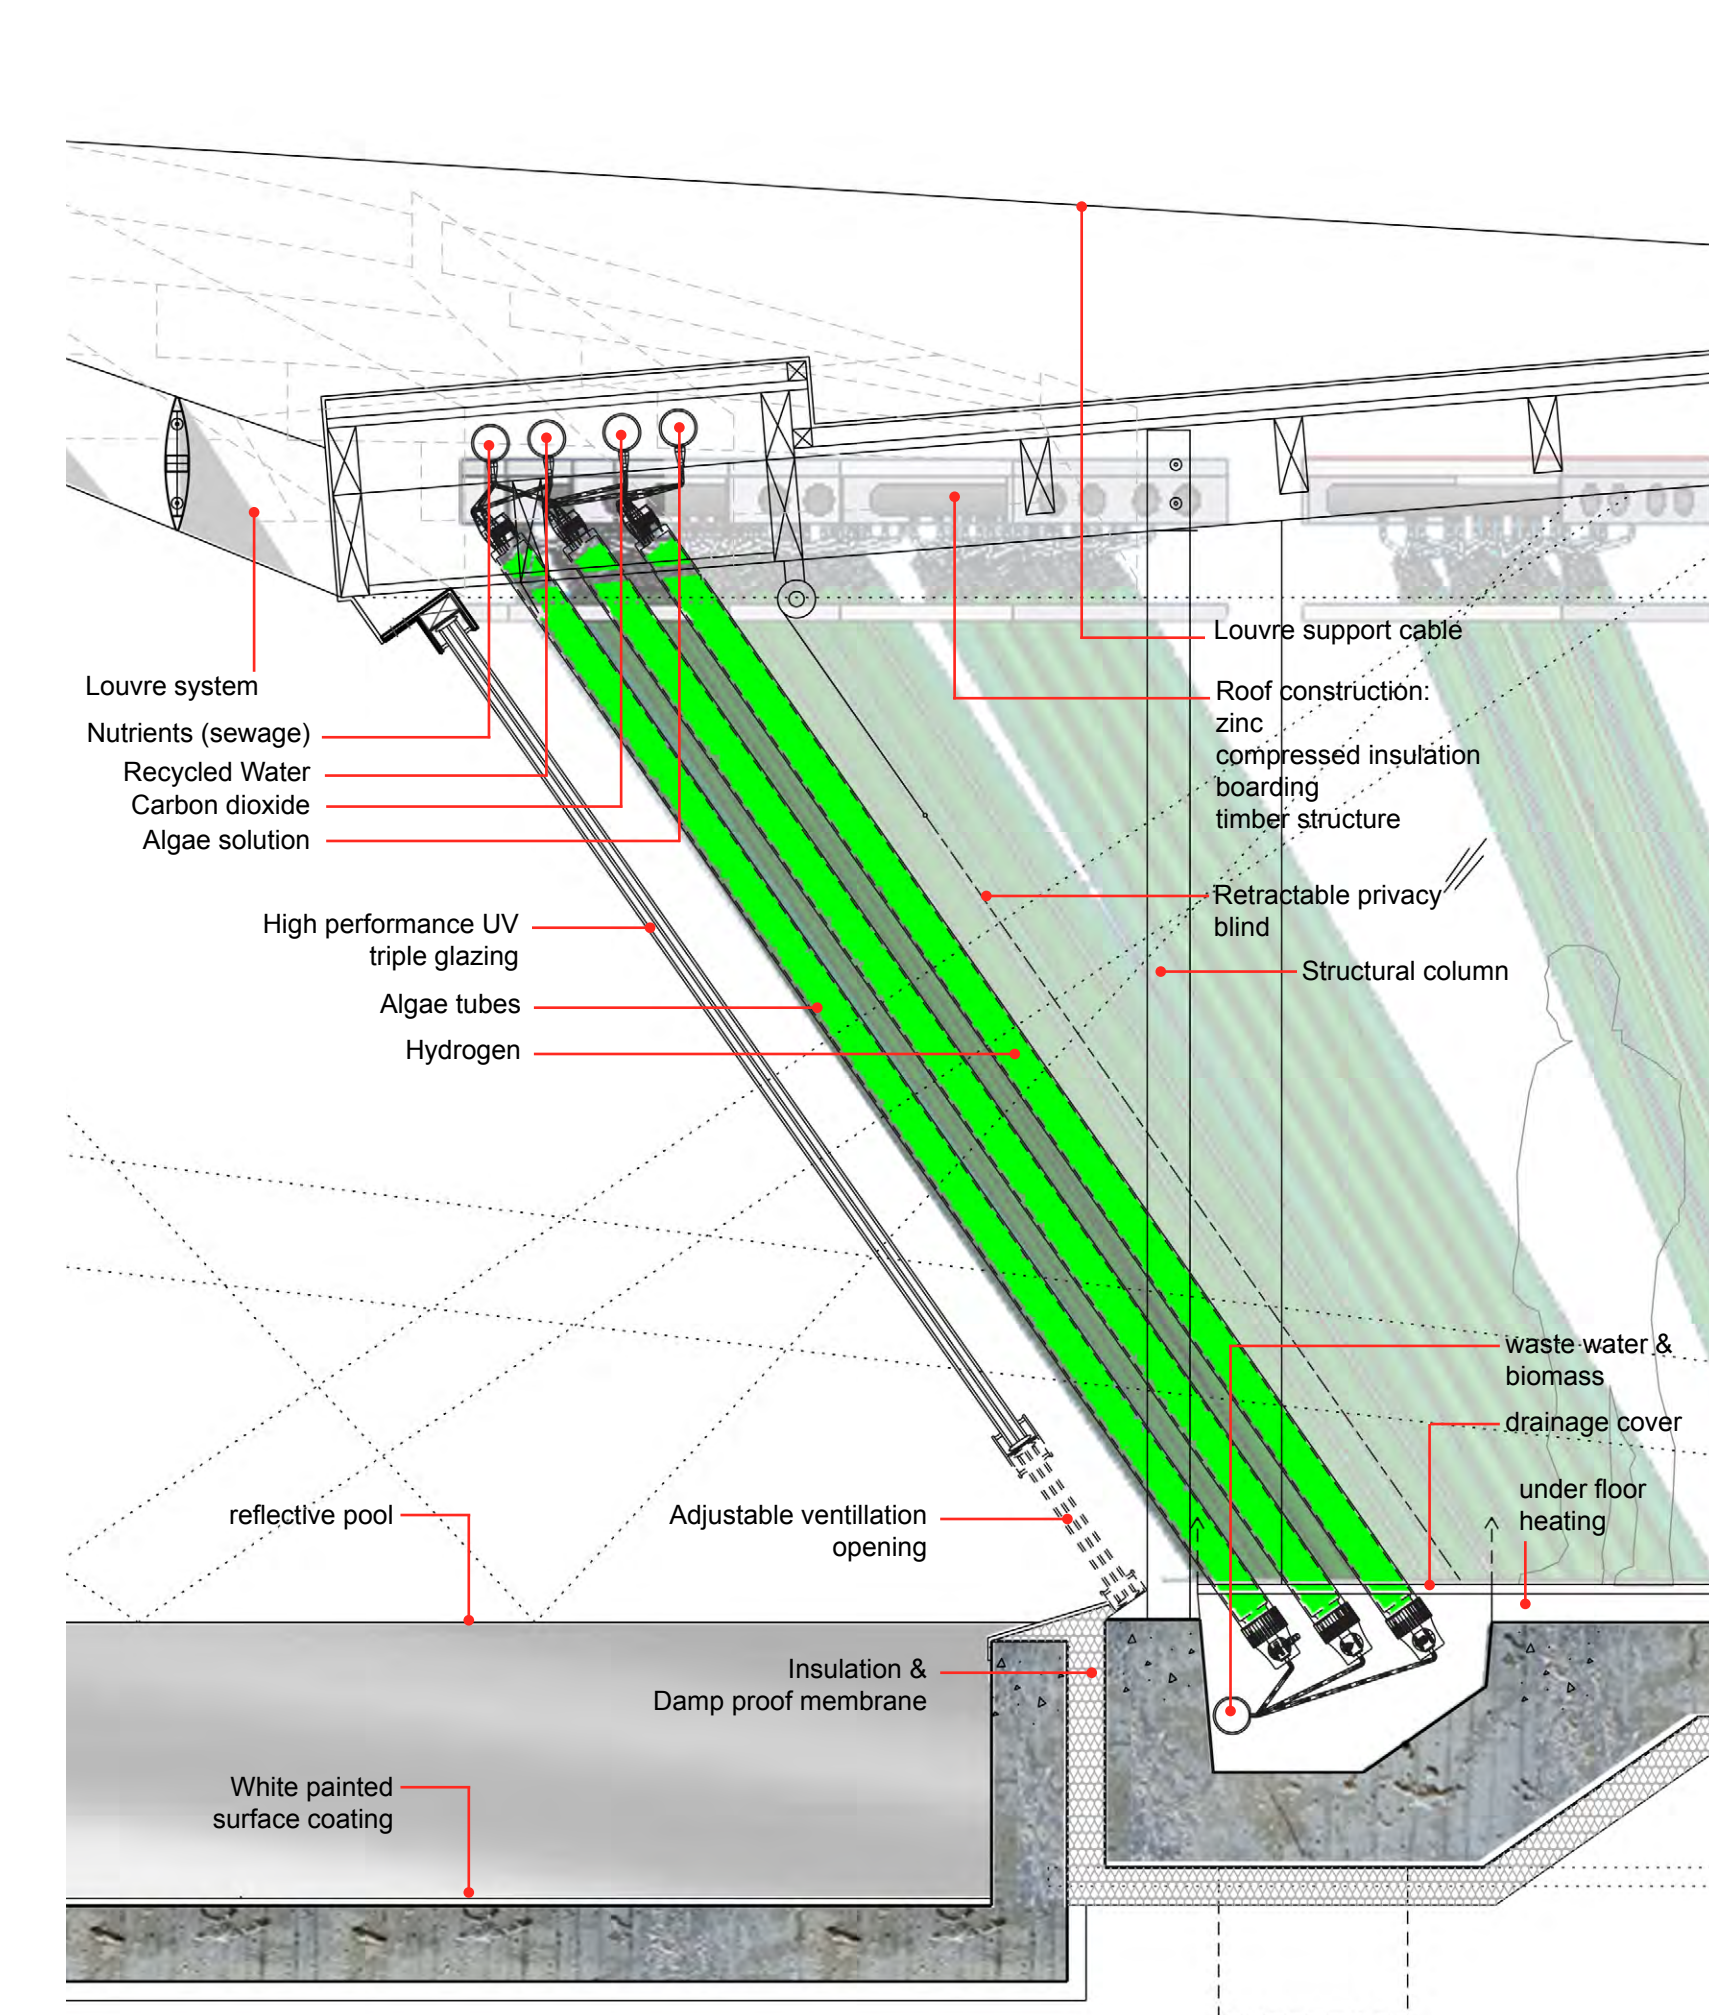 Louvre support cable
Louvre system
Roof construction:
zinc
compressed insulation
boarding
timber structure
Nutrients (sewage)
Recycled Water
Carbon dioxide
Algae solution
High performance UV
triple glazing
Retractable privacy
blind
Structural column
Algae tubes
Hydrogen
waste water &
biomass
drainage cover
under floor
heating
reflective pool
Adjustable ventillation
opening
Insulation &
Damp proof membrane
White painted
surface coating